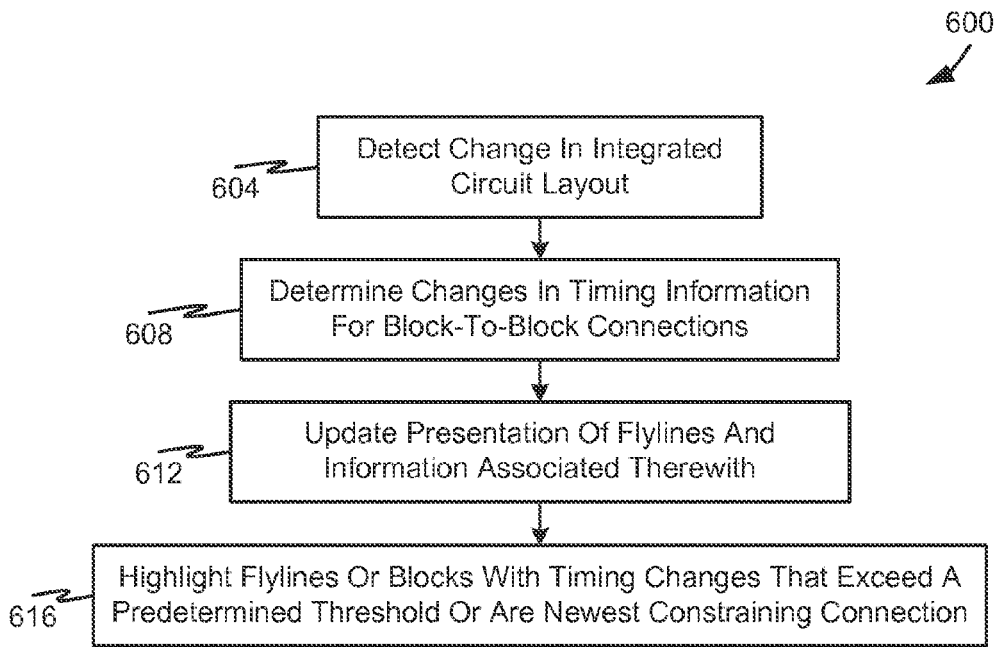 600
Detect Change In Integrated
Circuit Layout
604
Determine Changes In Timing Information
For Block-To-Block Connections
608
Update Presentation Of Flylines And
Information Associated Therewith
612
Highlight Flylines Or Blocks With Timing Changes That Exceed A
Predetermined Threshold Or Are Newest Constraining Connection
616